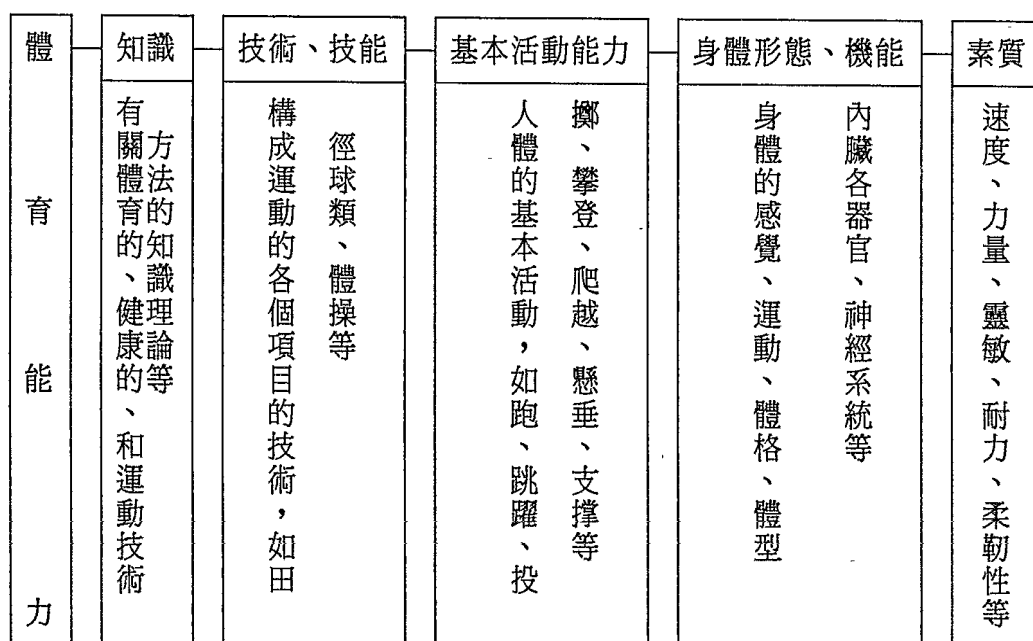 體育能力
知識
有關體育的、健康的、和運動技術
方法的知識理論等
技術、技能
構成運動的各個項目的技術，如田
徑球類、體操等
基本活動能力
人體的基本活動，如跑、跳躍、投
擲、攀登、爬越、懸垂、支撐等
身體形態、機能
身體的感覺、運動、體格、體型
內臟各器官、神經系統等
素質
速度、力量、靈敏、耐力、柔韌性等